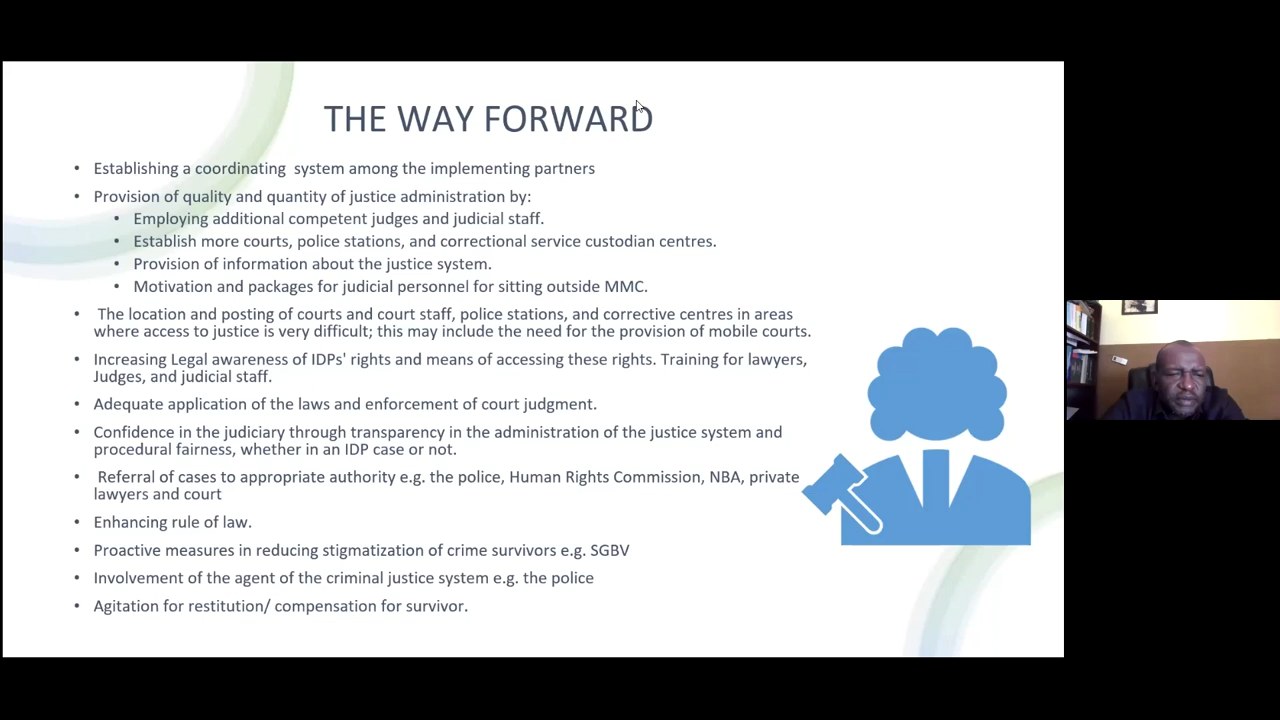 THE WAY FORWARD
• Establishing a coordinating system among the implementing partners
• Provision of quality and quantity of justice administration by:
• Employing additional competent judges and judicial staff.
• Establish more courts, police stations, and correctional service custodian centres.
• Provision of information about the justice system.
• Motivation and packages for judicial personnel for sitting outside MMC.
• The location and posting of courts and court staff, police stations, and corrective centres in areas
where access to justice is very difficult; this may include the need for the provision of mobile courts.
• Increasing Legal awareness of IDPs' rights and means of accessing these rights. Training for lawyers,
Judges, and judicial staff.
• Adequate application of the laws and enforcement of court judgment.
• Confidence in the judiciary through transparency in the administration of the justice system and
procedural fairness, whether in an IDP case or not.
• Referral of cases to appropriate authority e.g. the police, Human Rights Commission, NBA, private
lawyers and court
• Enhancing rule of law.
• Proactive measures in reducing stigmatization of crime survivors e.g. SGBV
• Involvement of the agent of the criminal justice system e.g. the police
• Agitation for restitution/ compensation for survivor.